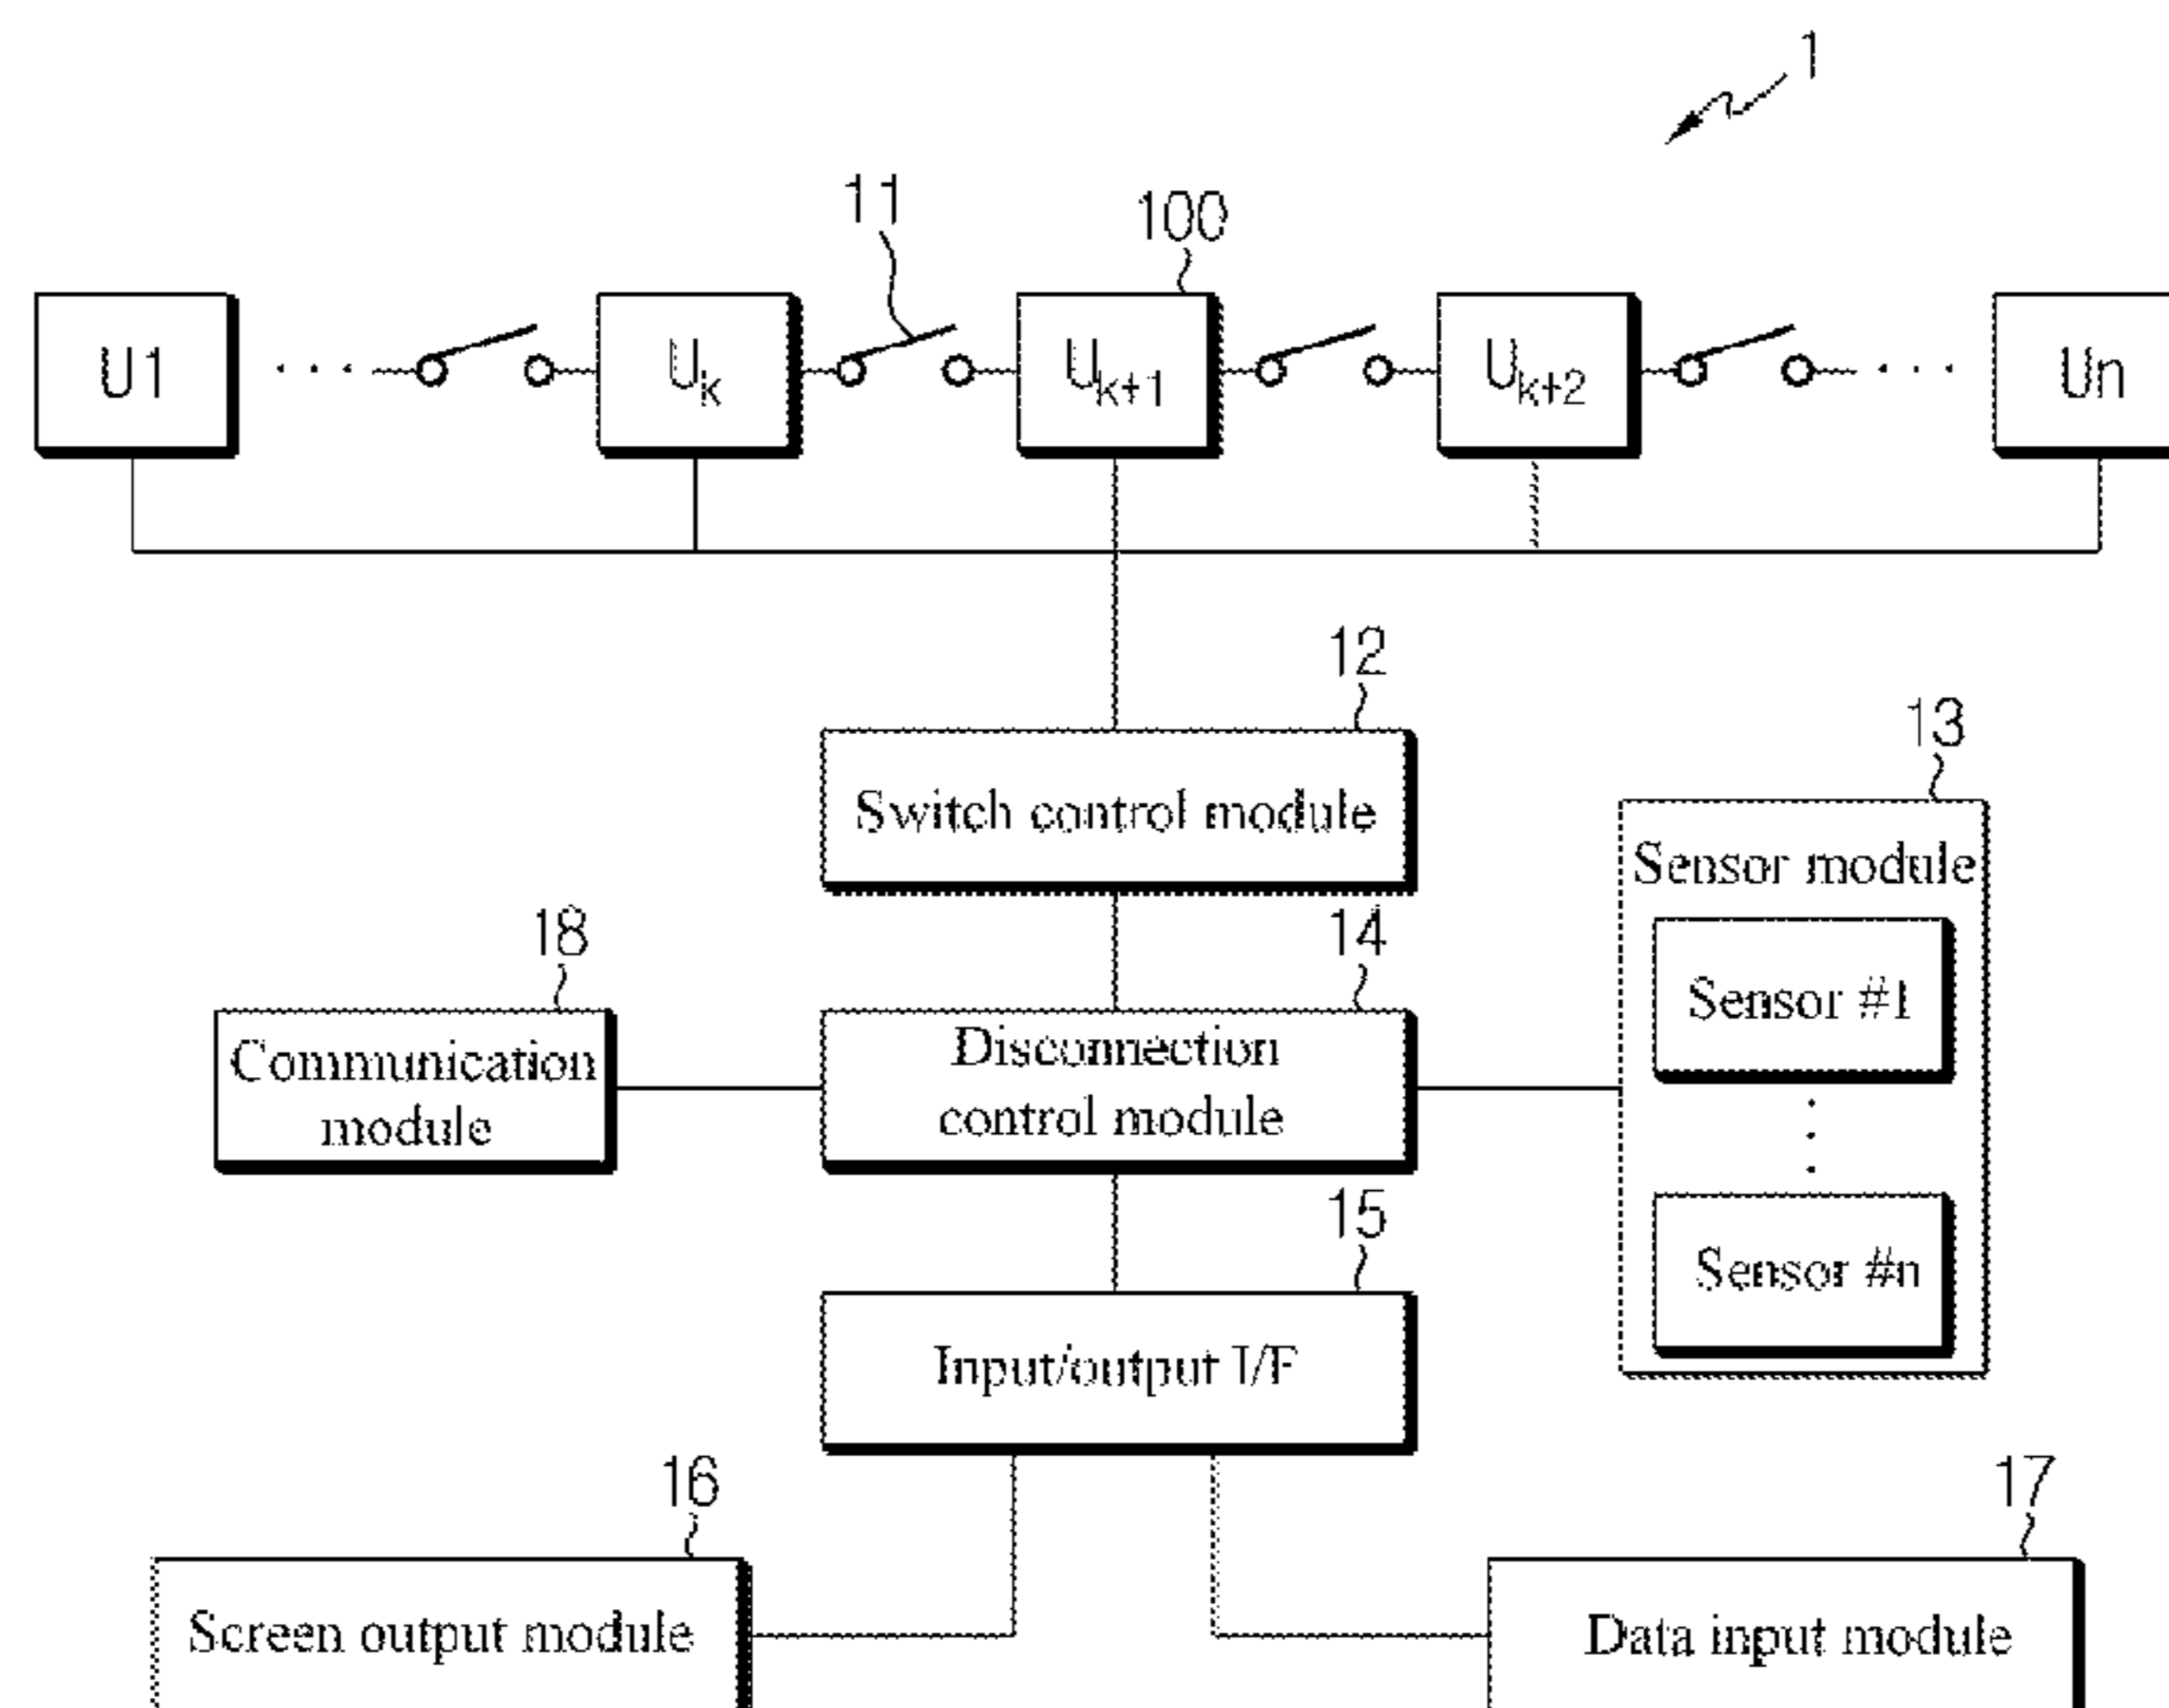 1
11
100
U1 . . . Uk Uk+1 Uk+2 . . . Un
12
Switch control module
13
Sensor module
18
14
Sensor #1
Communication
module
Disconnection
control module
15
Sensor #n
Input/output I/F
16
17
Screen output module
Data input module